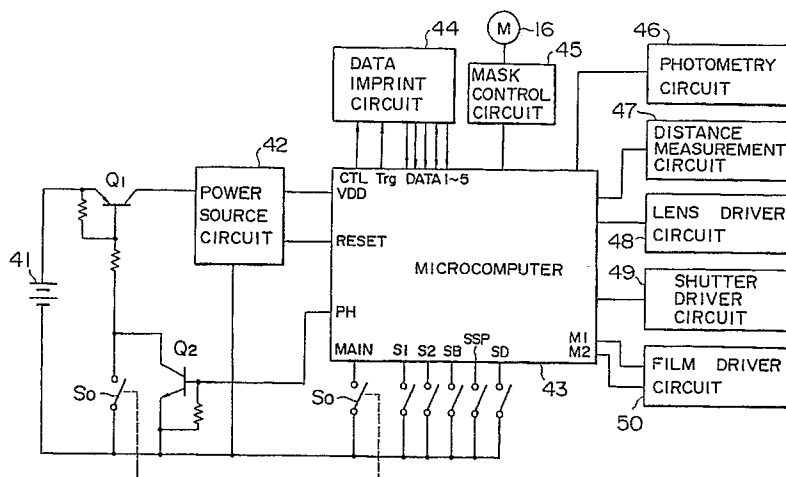 44
M
16
45
46
DATA
IMPRINT
CIRCUIT
MASK
CONTROL
CIRCUIT
PHOTOMETRY
CIRCUIT
47
DISTANCE
MEASUREMENT
CIRCUIT
42
Q1
POWER
SOURCE
CIRCUIT
CTL Trg DATA 1~5
VDD
RESET
LENS DRIVER
CIRCUIT
48
41
MICROCOMPUTER
49
SHUTTER
DRIVER
CIRCUIT
PH
Q2
MAIN S1 S2 SB SSP SD
M1
M2
43
FILM DRIVER
CIRCUIT
50
So
So